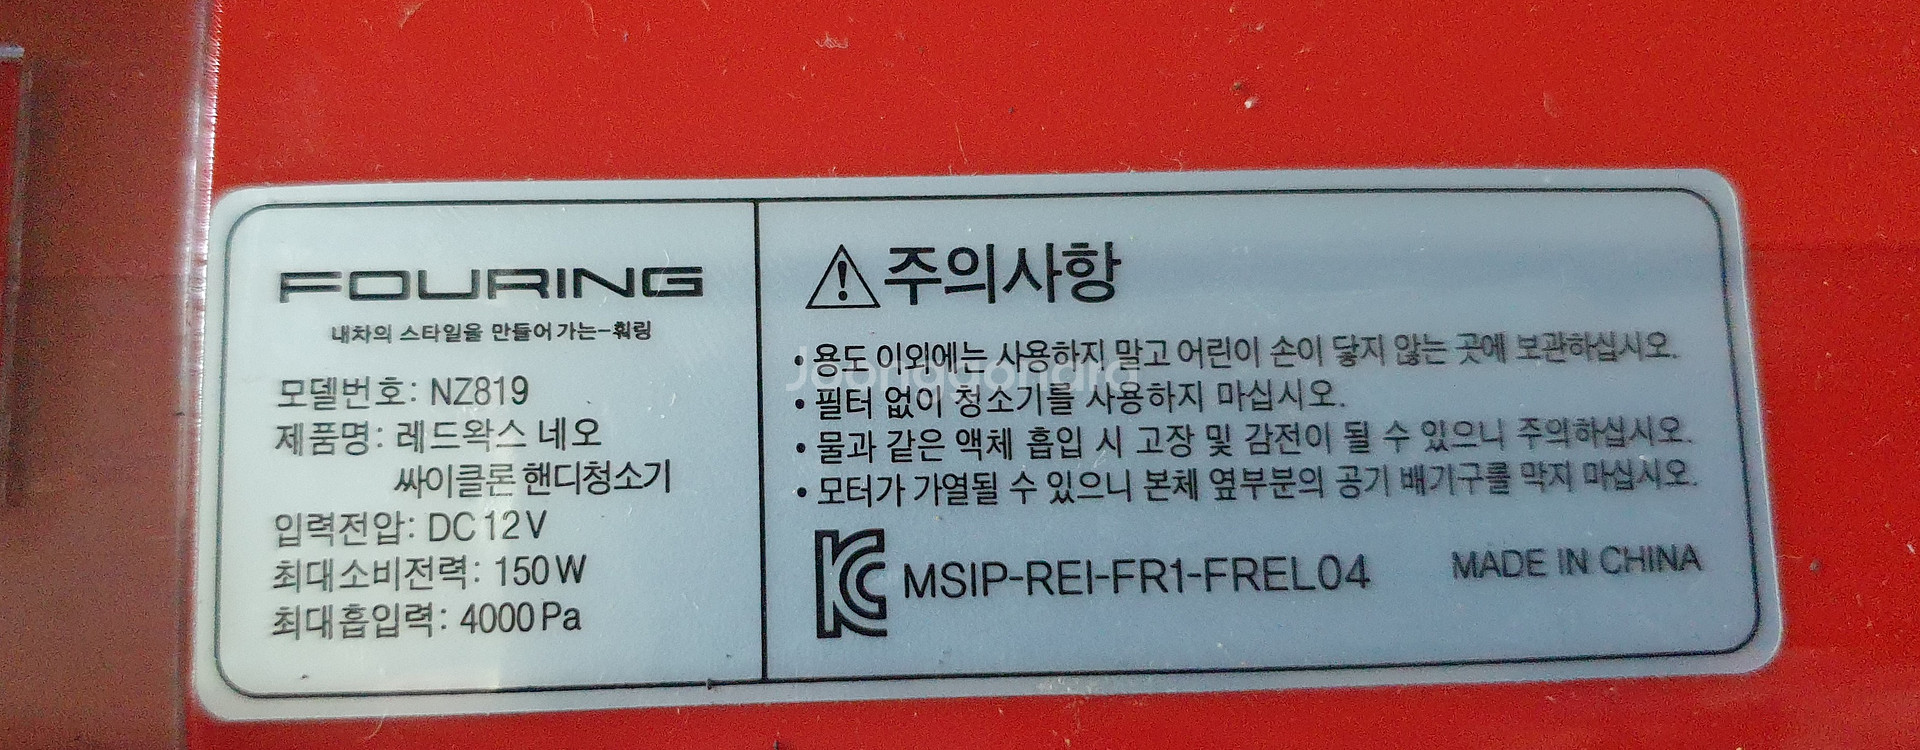 FOURING
내차의 스타일을 만들어 가는-훠링
모델번호: NZ819
제품명: 레드왁스 네오
싸이클론 핸디청소기
입력전압: DC 12V
최대소비전력: 150W
최대흡입력: 4000Pa
주의사항
• 용도 이외에는 사용하지 말고 어린이 손이 닿지 않는 곳에 보관하십시오.
• 필터 없이 청소기를 사용하지 마십시오.
• 물과 같은 액체 흡입 시 고장 및 감전이 될 수 있으니 주의하십시오.
• 모터가 가열될 수 있으니 본체 옆부분의 공기 배기구를 막지 마십시오.
MSIP-REI-FR1-FREL04
MADE IN CHINA
Joonggonara